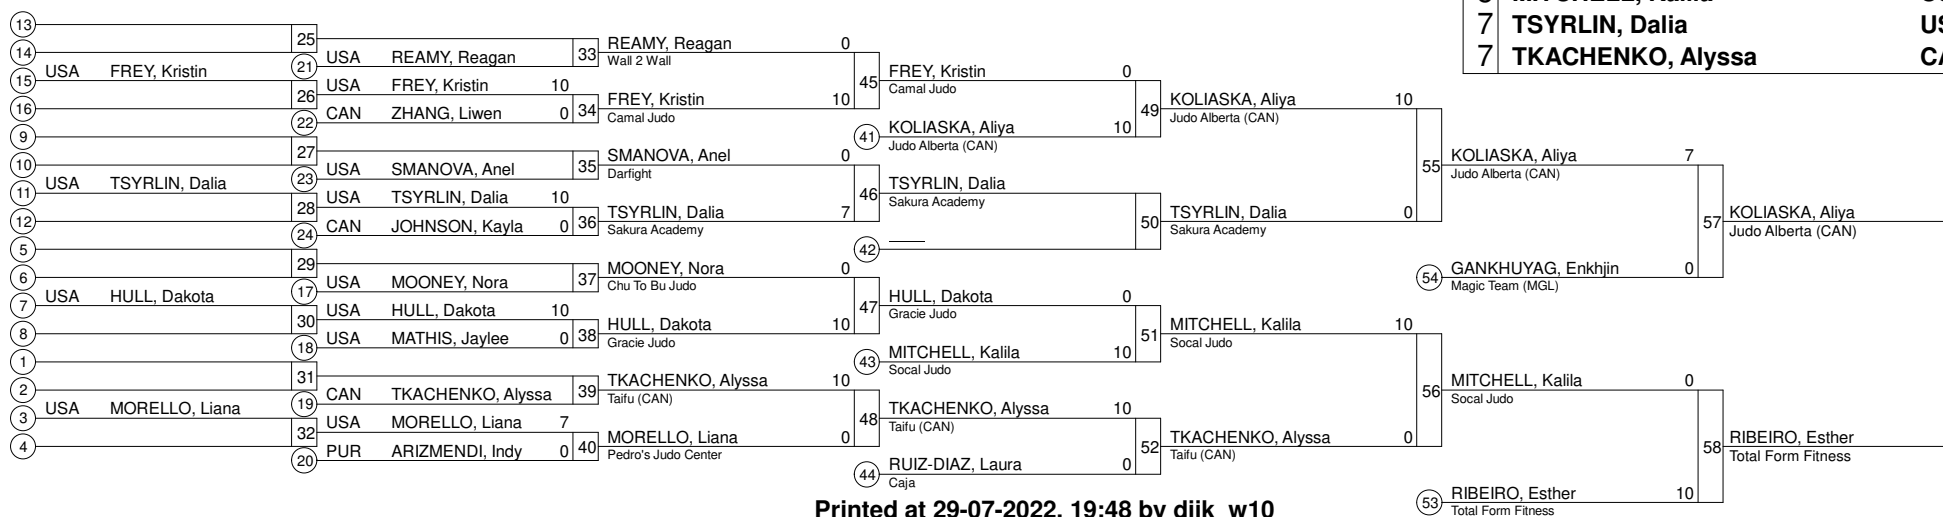 7 TSYRLIN, Dalia
7 TKACHENKO, Alyssa
13
25
14
USA REAMY, Reagan
33
REAMY, Reagan 0
Wall 2 Wall
15
USA FREY, Kristin
21
45
FREY, Kristin 0
Camal Judo
26
USA FREY, Kristin 10
16
CAN ZHANG, Liwen 0
34
FREY, Kristin 10
Camal Judo
22
49
KOLIASKA, Aliya 10
Judo Alberta (CAN)
9
41
KOLIASKA, Aliya 10
Judo Alberta (CAN)
27
10
USA SMANOVA, Anel
35
SMANOVA, Anel 0
Darfight
55
KOLIASKA, Aliya 7
Judo Alberta (CAN)
11
USA TSYRLIN, Dalia
23
46
TSYRLIN, Dalia
Sakura Academy
28
USA TSYRLIN, Dalia 10
12
CAN JOHNSON, Kayla 0
36
TSYRLIN, Dalia 7
Sakura Academy
24
50
TSYRLIN, Dalia 0
Sakura Academy
57
KOLIASKA, Aliya
Judo Alberta (CAN)
5
42
29
6
USA MOONEY, Nora
37
MOONEY, Nora 0
Chu To Bu Judo
54
GANKHUYAG, Enkhjin 0
Magic Team (MGL)
7
USA HULL, Dakota
17
47
HULL, Dakota 0
Gracie Judo
30
USA HULL, Dakota 10
8
USA MATHIS, Jaylee 0
38
HULL, Dakota 10
Gracie Judo
18
51
MITCHELL, Kalila 10
Socal Judo
1
43
MITCHELL, Kalila 10
Socal Judo
31
2
CAN TKACHENKO, Alyssa
39
TKACHENKO, Alyssa 10
Taifu (CAN)
56
MITCHELL, Kalila 0
Socal Judo
3
USA MORELLO, Liana
19
48
TKACHENKO, Alyssa 10
Taifu (CAN)
32
USA MORELLO, Liana 7
4
PUR ARIZMENDI, Indy 0
40
MORELLO, Liana 0
Pedro's Judo Center
20
52
TKACHENKO, Alyssa 0
Taifu (CAN)
58
RIBEIRO, Esther
Total Form Fitness
44
RUIZ-DIAZ, Laura 0
Caja
53
RIBEIRO, Esther 10
Total Form Fitness
Printed at 29-07-2022, 19:48 by djjk_w10